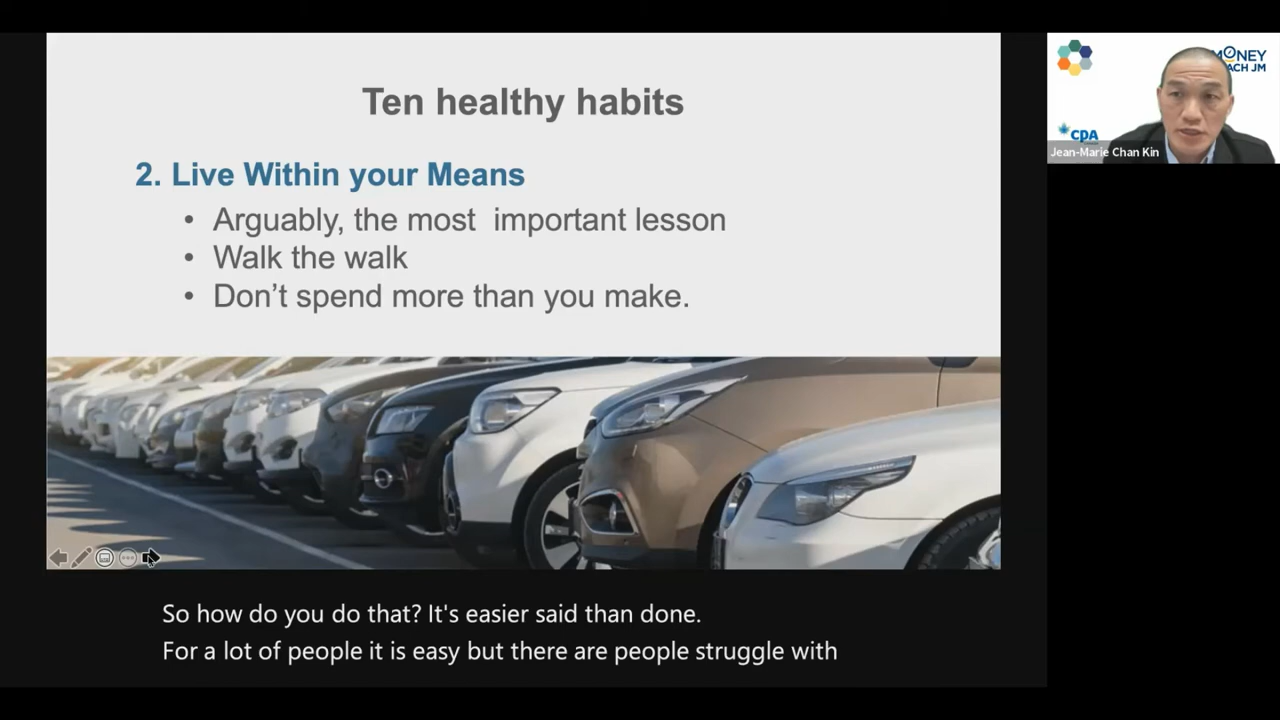 Ten healthy habits
2. Live Within your Means
• Arguably, the most  important lesson
• Walk the walk
• Don’t spend more than you make.
MONEY
ACH JM
CPA
Jean-Marie Chan Kin
So how do you do that? It's easier said than done.
For a lot of people it is easy but there are people struggle with